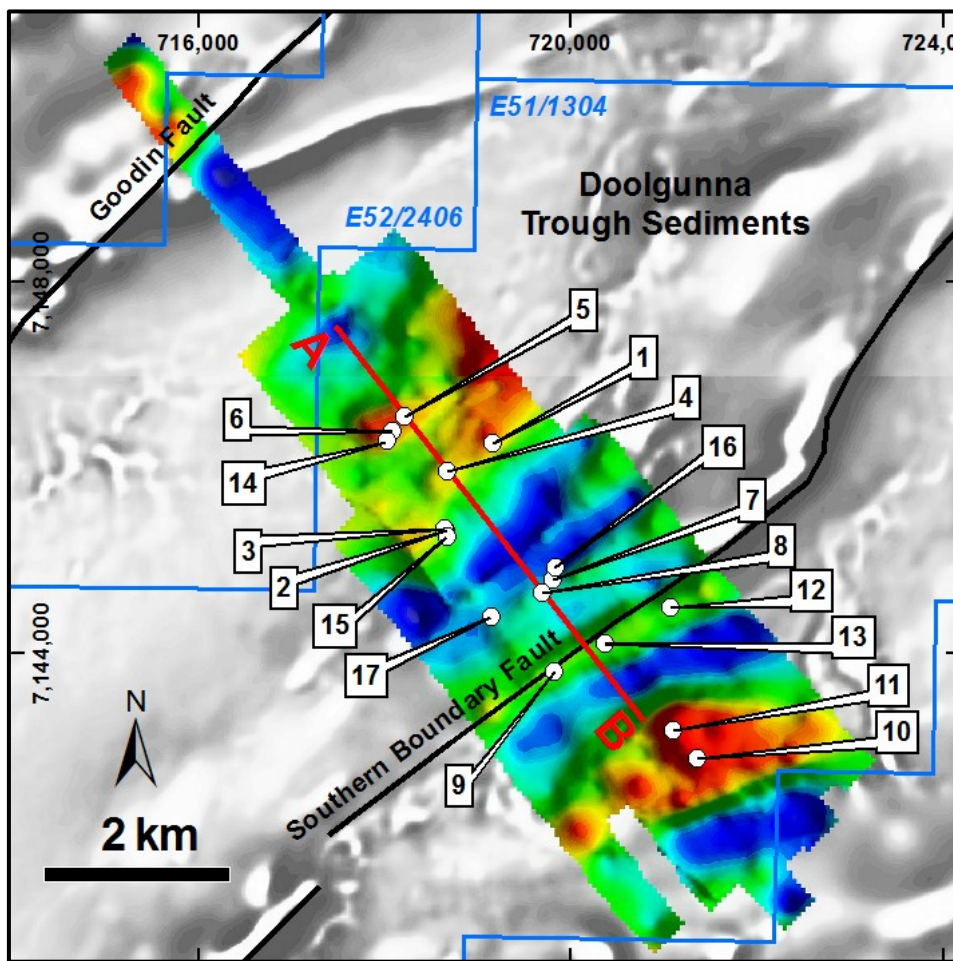 716,000
720,000
724,0
Goodin Fault
E51/1304
E52/2406
Doolgunna
Trough Sediments
7,148,000
A
5
1
4
6
14
16
7
3
2
8
12
15
13
17
7,144,000
Southern Boundary Fault
11
10
B
9
N
2 km